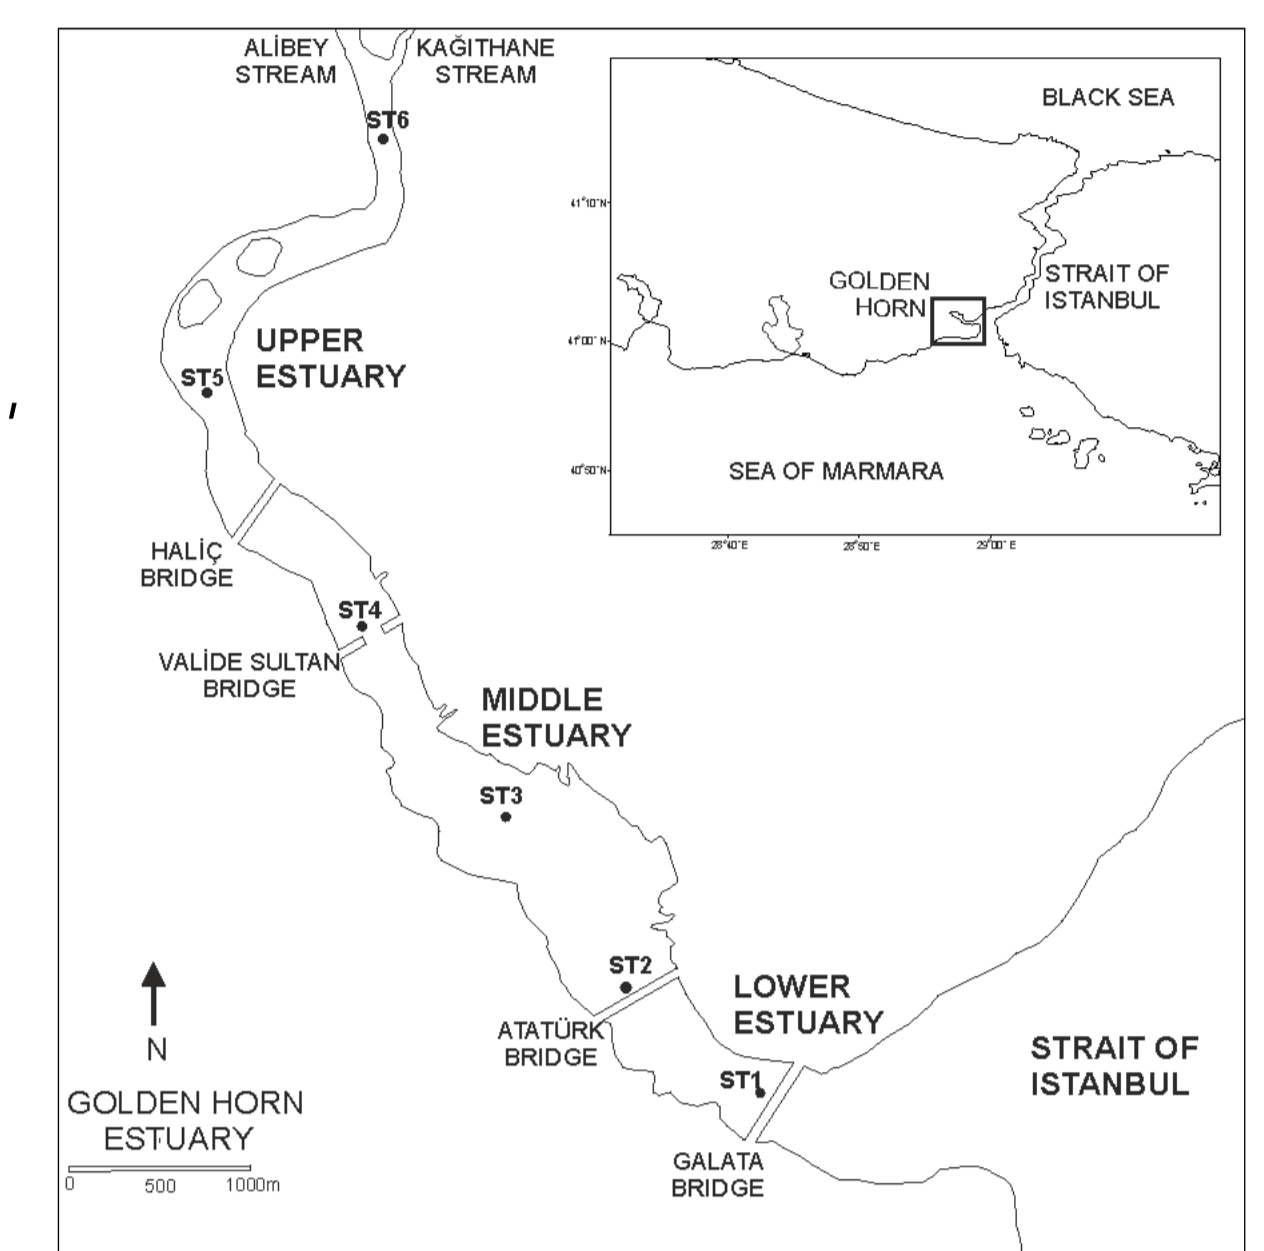 ALİBEY
STREAM
KAĞITHANE
STREAM
ST6
BLACK SEA
41°10"N
GOLDEN
HORN
STRAIT OF
ISTANBUL
41°00"N
UPPER
ESTUARY
ST5
SEA OF MARMARA
40°50"N
28°40"E
28°50"E
29°00"E
HALİÇ
BRIDGE
ST4
VALİDE SULTAN
BRIDGE
MIDDLE
ESTUARY
ST3
ST2
LOWER
ESTUARY
ATATÜRK
BRIDGE
STRAIT OF
ISTANBUL
ST1
N
GOLDEN HORN
ESTUARY
0 500 1000m
GALATA
BRIDGE